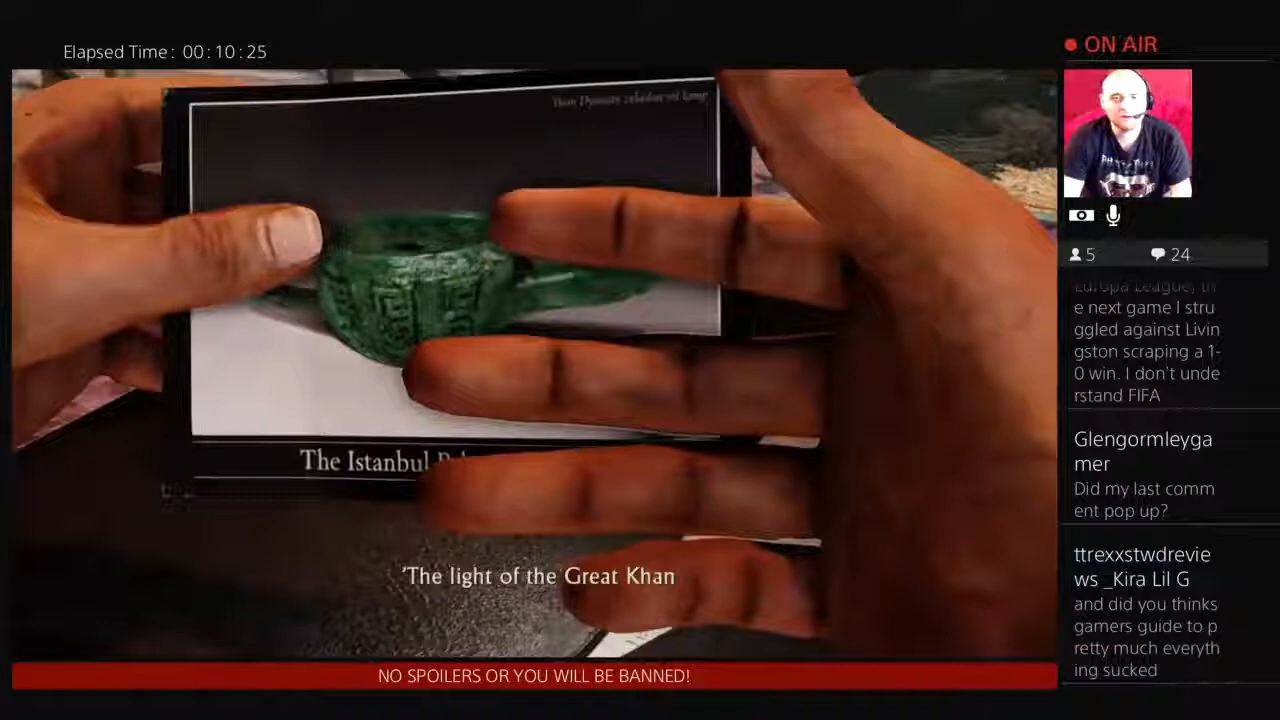 Elapsed Time: 00:10:25
ON AIR
5 24
e next game I stru
ggled against Livin
gston scraping a 1-
0 win. I don't unde
rstand FIFA
Glengormleyga
mer
Did my last comm
ent pop up?
ttrexxstwdrevie
ws_Kira Lil G
and did you thinks
gamers guide to p
retty much everyth
ing sucked
Dynasty
The Istanbul
'The light of the Great Khan
NO SPOILERS OR YOU WILL BE BANNED!